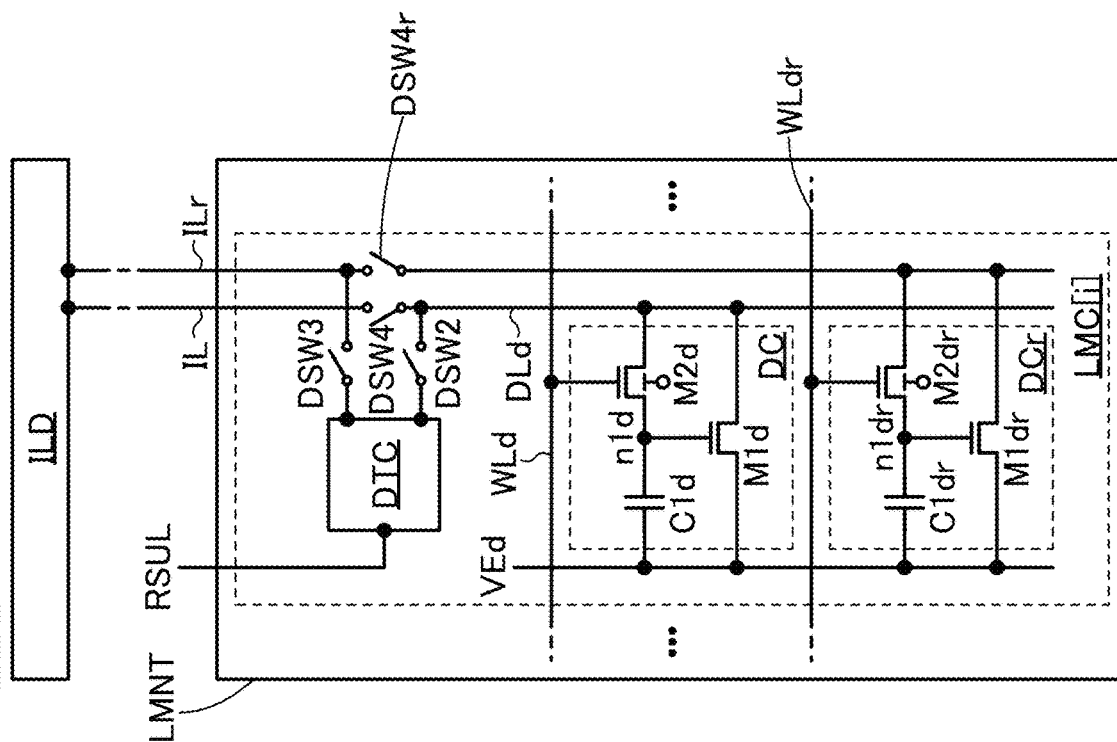 ILD
IL
ILr
DSW4r
LMNT
RSUL
DSW3
DSW4
DSW2
DTC
DLd
WLd
VEd
n1d
M2d
C1d
M1d
DC
...
...
WLdr
n1dr
M2dr
C1dr
M1dr
DCr
LMC[j]